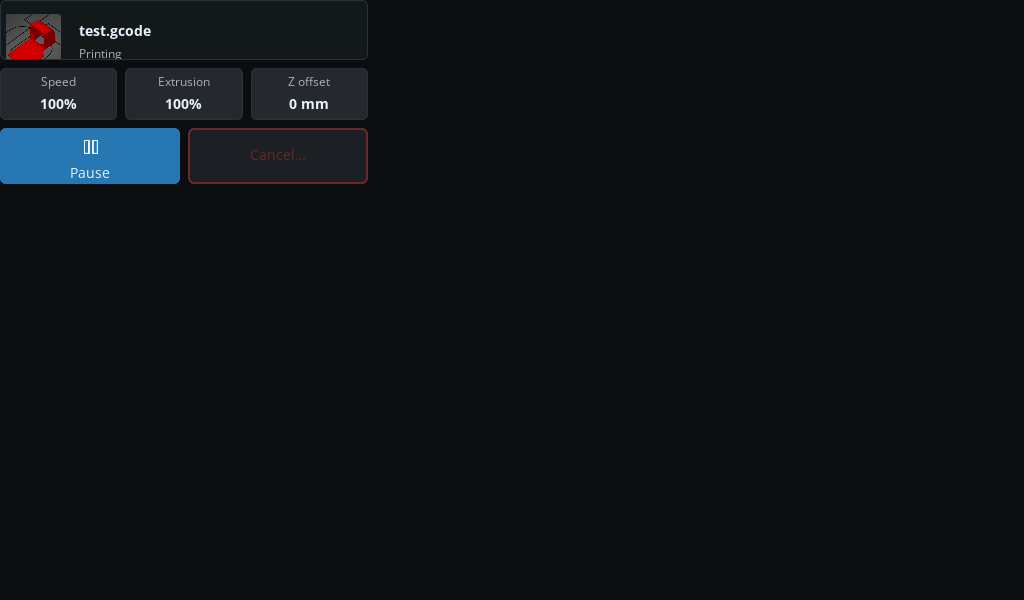 test.gcode
Printing
Speed
100%
Extrusion
100%
Z offset
0 mm
Pause
Cancel...